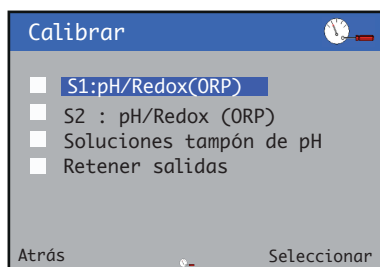 Calibrar
S1:pH/Redox(ORP)
S2 : pH/Redox (ORP)
Soluciones tampón de pH
Retener salidas
Atrás
Seleccionar